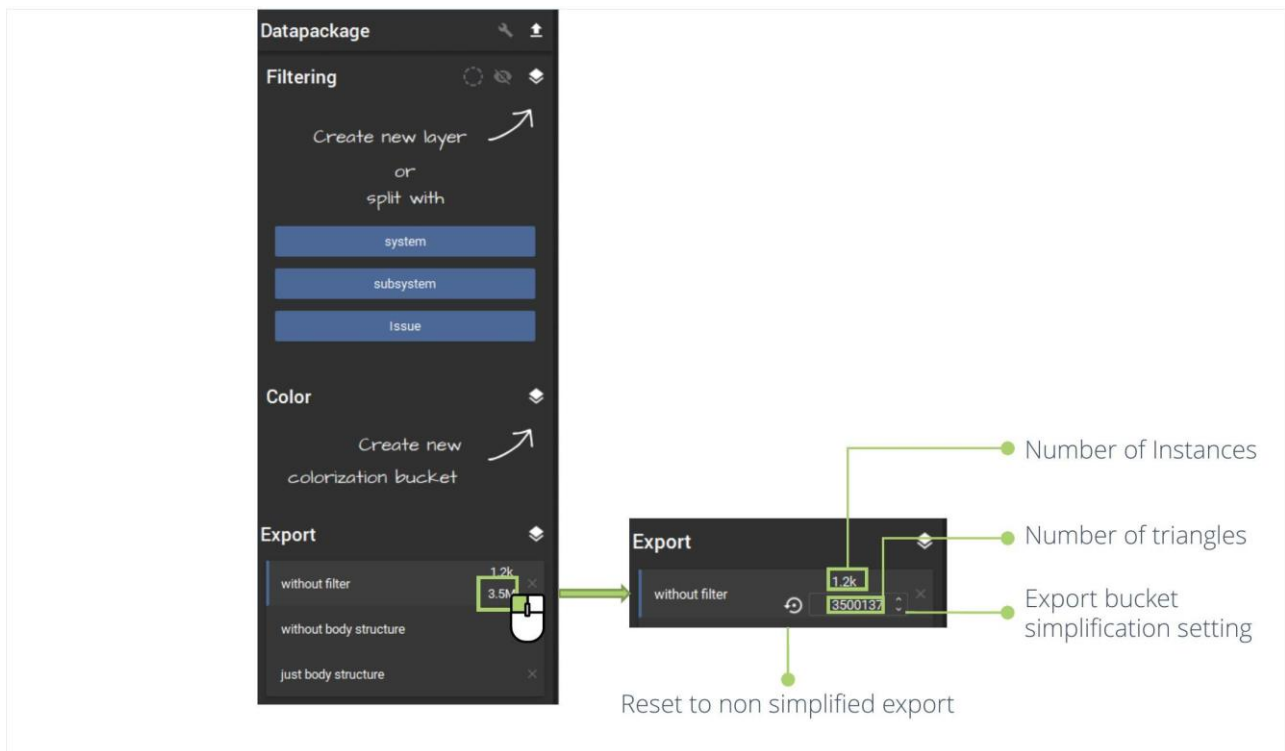 Datapackage
Filtering
Create new layer
or
split with
system
subsystem
Issue
Color
Create new
colorization bucket
Export
without filter
1.2k
3.5M
without body structure
just body structure
Export
without filter
1.2k
3500137
Number of Instances
Number of triangles
Export bucket
simplification setting
Reset to non simplified export